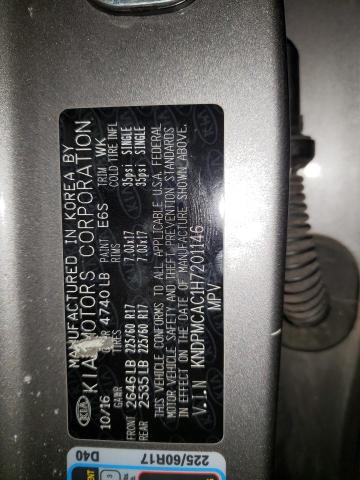 MANUFACTURED IN KOREA BY
KIA MOTORS CORPORATION
10/16 4740 LB PAINT: E6S TRIM WK
GAWR TIRES RIMS COLD TIRE INFL
FRONT 2646LB 225/60 R17 7.0Jx17 35psi SINGLE
REAR 2535LB 225/60 R17 7.0Jx17 35psi SINGLE
THIS VEHICLE CONFORMS TO ALL APPLICABLE U.S.A. FEDERAL
MOTOR VEHICLE SAFETY AND THEFT PREVENTION STANDARDS
IN EFFECT ON THE DATE OF MANUFACTURE SHOWN ABOVE.
V.I.N KNDPMCAC1H7201146
MPV
KIA
225/60R17
D40